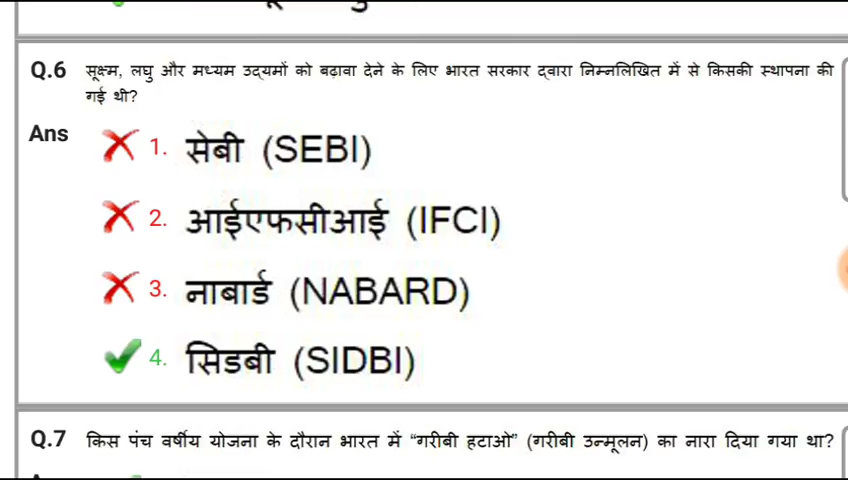 Q.6 सूक्ष्म, लघु और मध्यम उद्यमों को बढ़ावा देने के लिए भारत सरकार द्वारा निम्नलिखित में से किसकी स्थापना की
गई थी?
Ans
1. सेबी (SEBI)
2. आईएफसीआई (IFCI)
3. नाबार्ड (NABARD)
4. सिडबी (SIDBI)
Q.7 किस पंच वर्षीय योजना के दौरान भारत में “गरीबी हटाओ” (गरीबी उन्मूलन) का नारा दिया गया था?